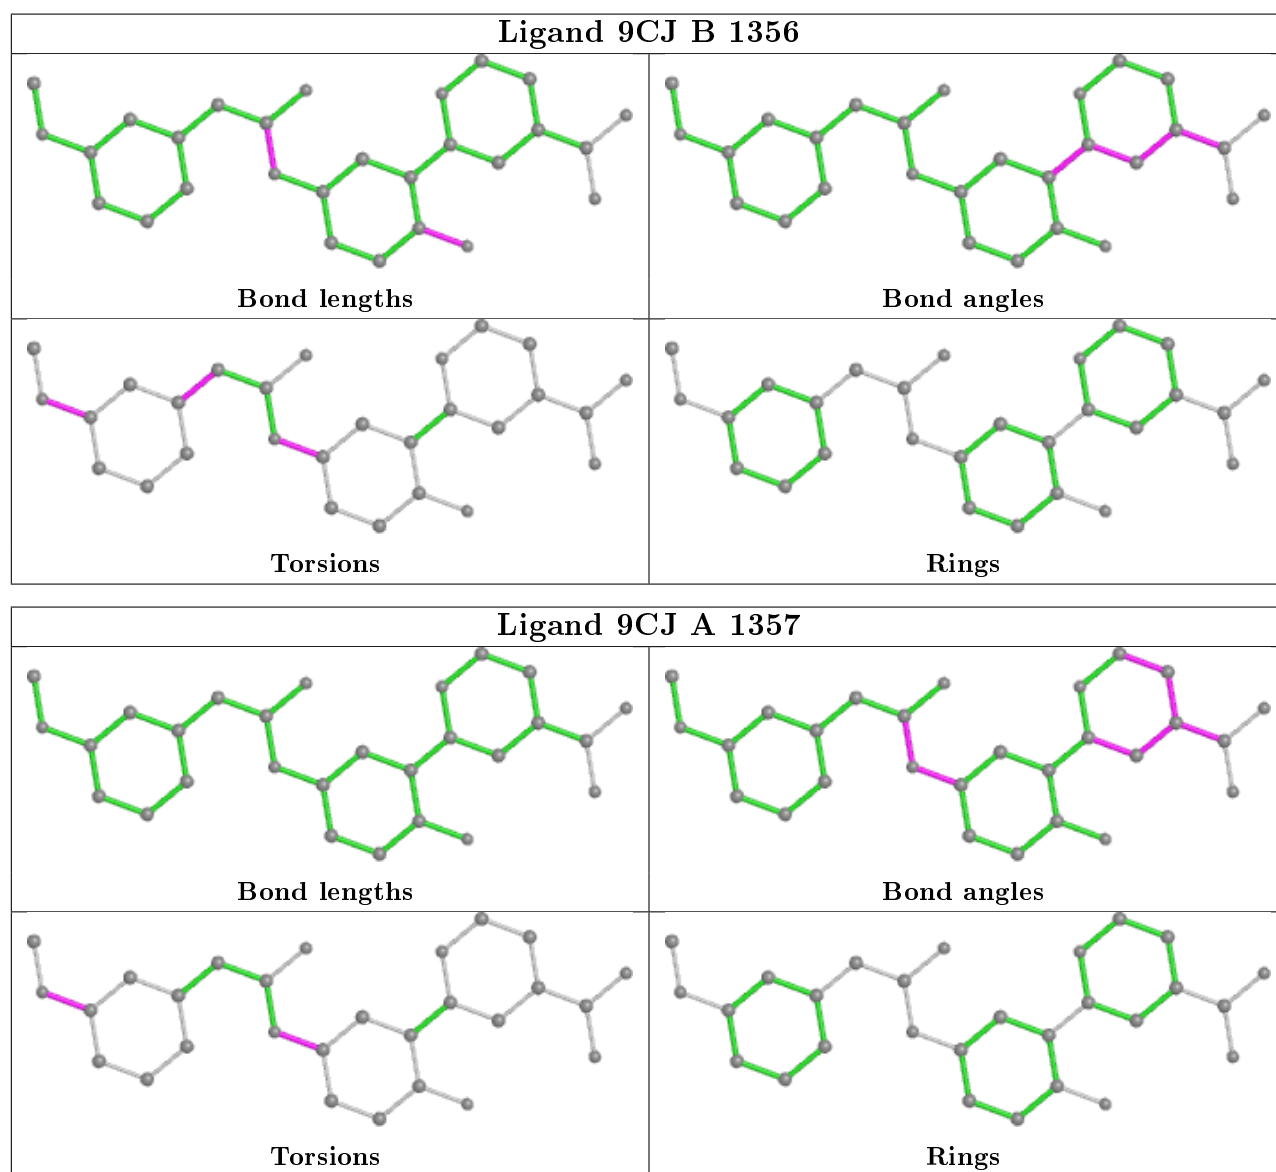 Ligand 9CJ B 1356
Bond lengths
Bond angles
Torsions
Rings
Ligand 9CJ A 1357
Bond lengths
Bond angles
Torsions
Rings